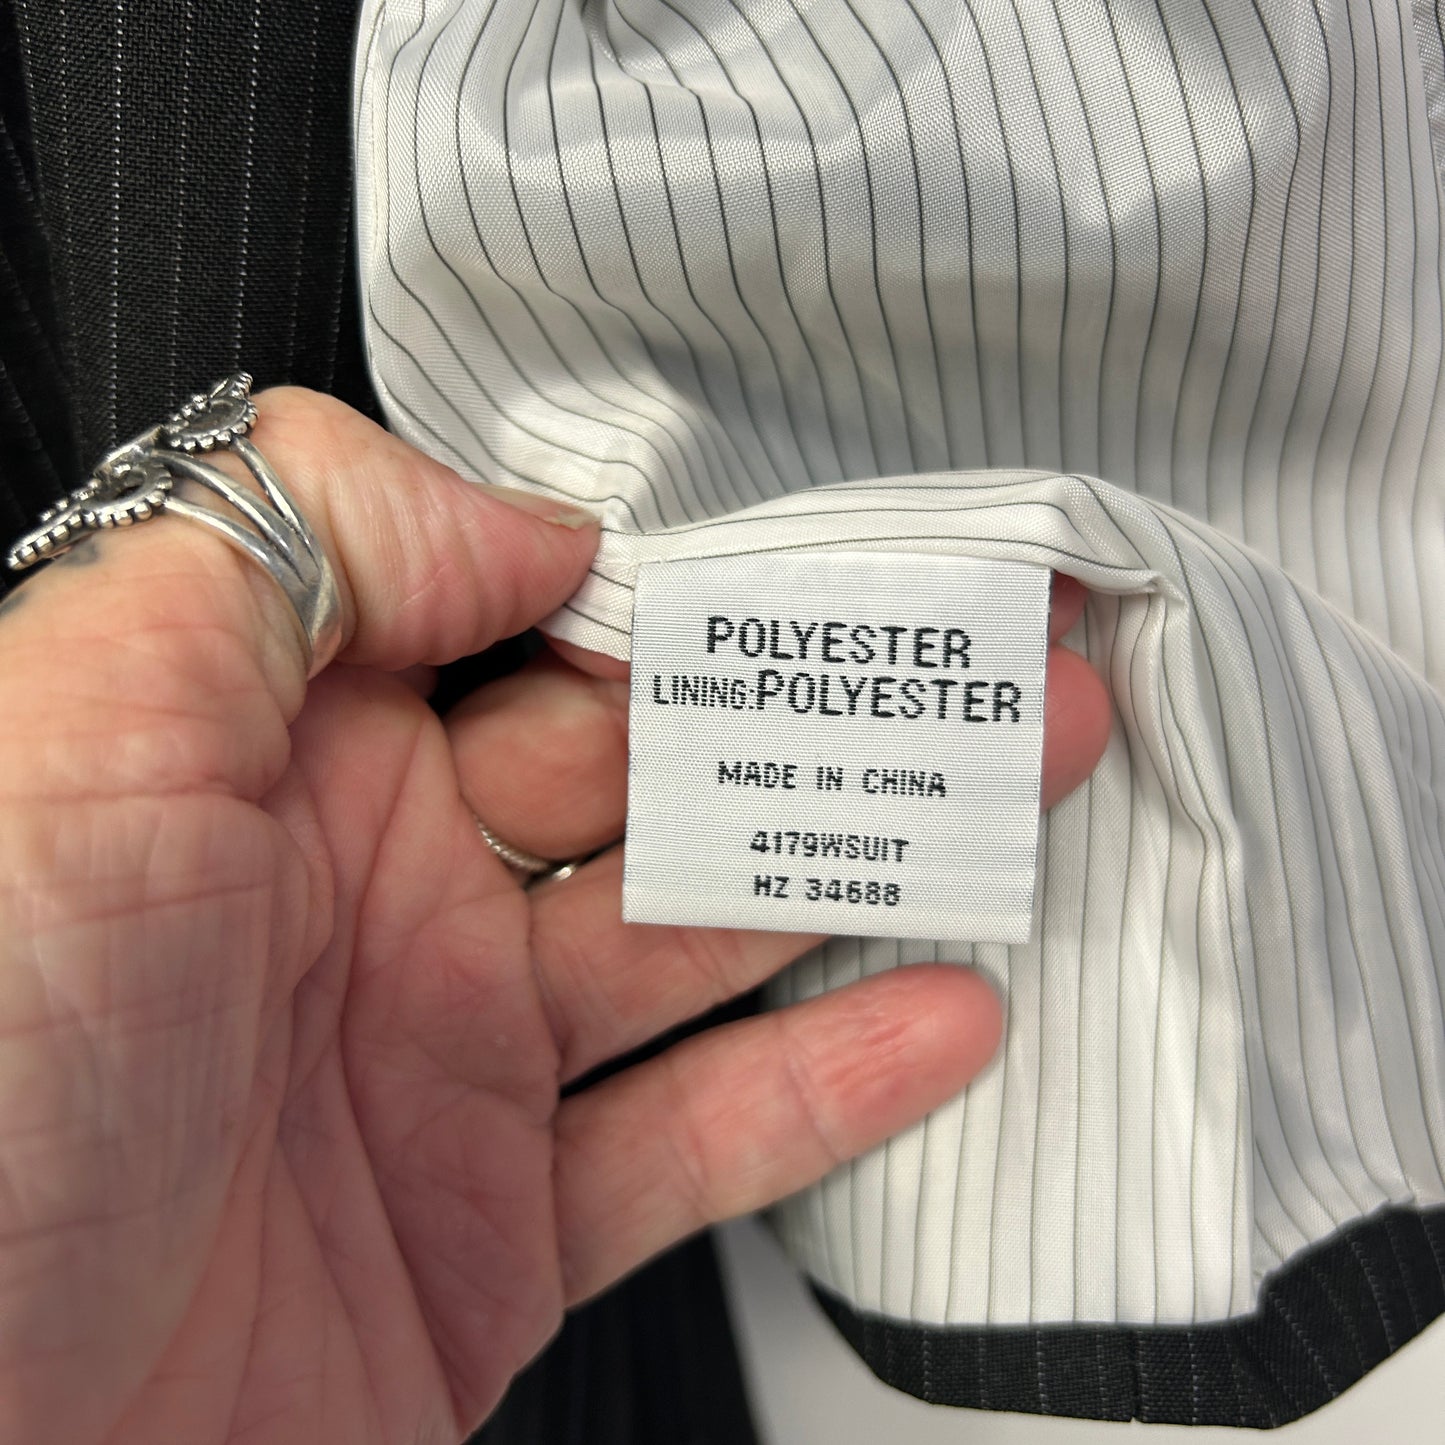 POLYESTER
LINING:POLYESTER
MADE IN CHINA
4179WSUIT
HZ 34688